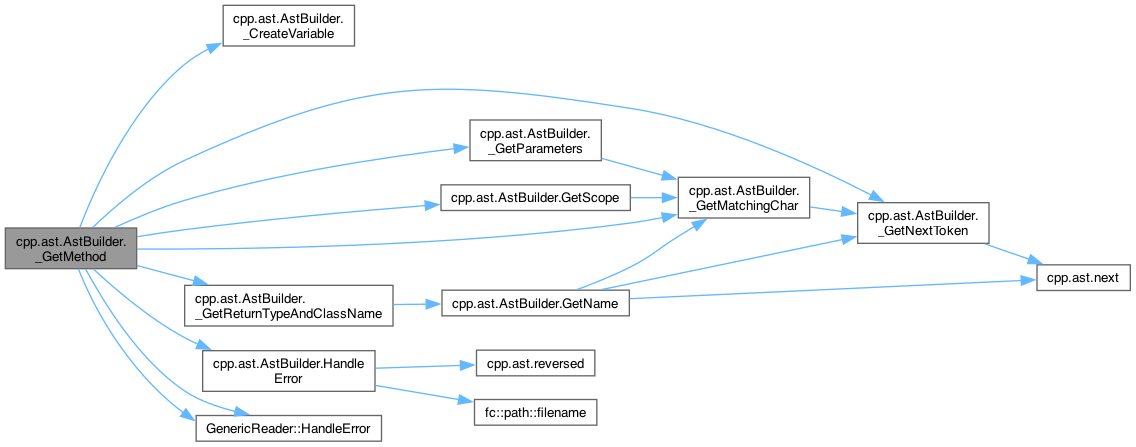 cpp.ast.AstBuilder.
_CreateVariable
cpp.ast.AstBuilder.
_GetParameters
cpp.ast.AstBuilder.GetScope
cpp.ast.AstBuilder.
_GetMatchingChar
cpp.ast.AstBuilder.
_GetNextToken
cpp.ast.AstBuilder.
_GetMethod
cpp.ast.next
cpp.ast.AstBuilder.
_GetReturnTypeAndClassName
cpp.ast.AstBuilder.GetName
cpp.ast.AstBuilder.Handle
Error
cpp.ast.reversed
fc::path::filename
GenericReader::HandleError